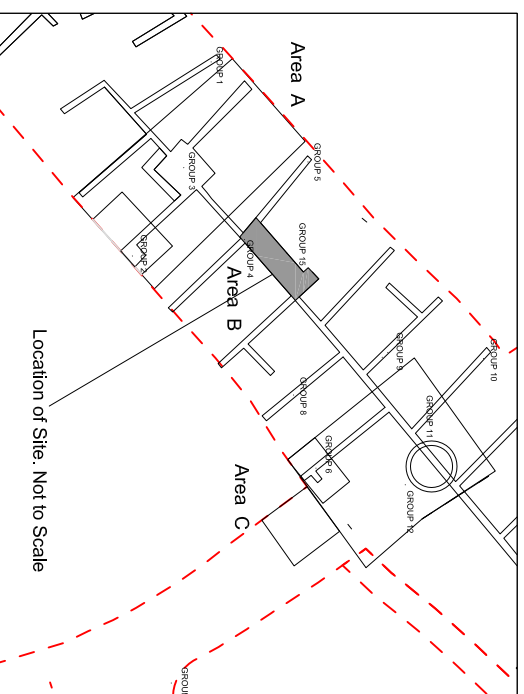 Area A
GROUP 1
GROUP 5
GROUP 3
GROUP 15
GROUP 2
GROUP 4
Area B
GROUP 9
GROUP 10
GROUP 8
GROUP 11
GROUP 6
GROUP 12
Area C
Location of Site. Not to Scale